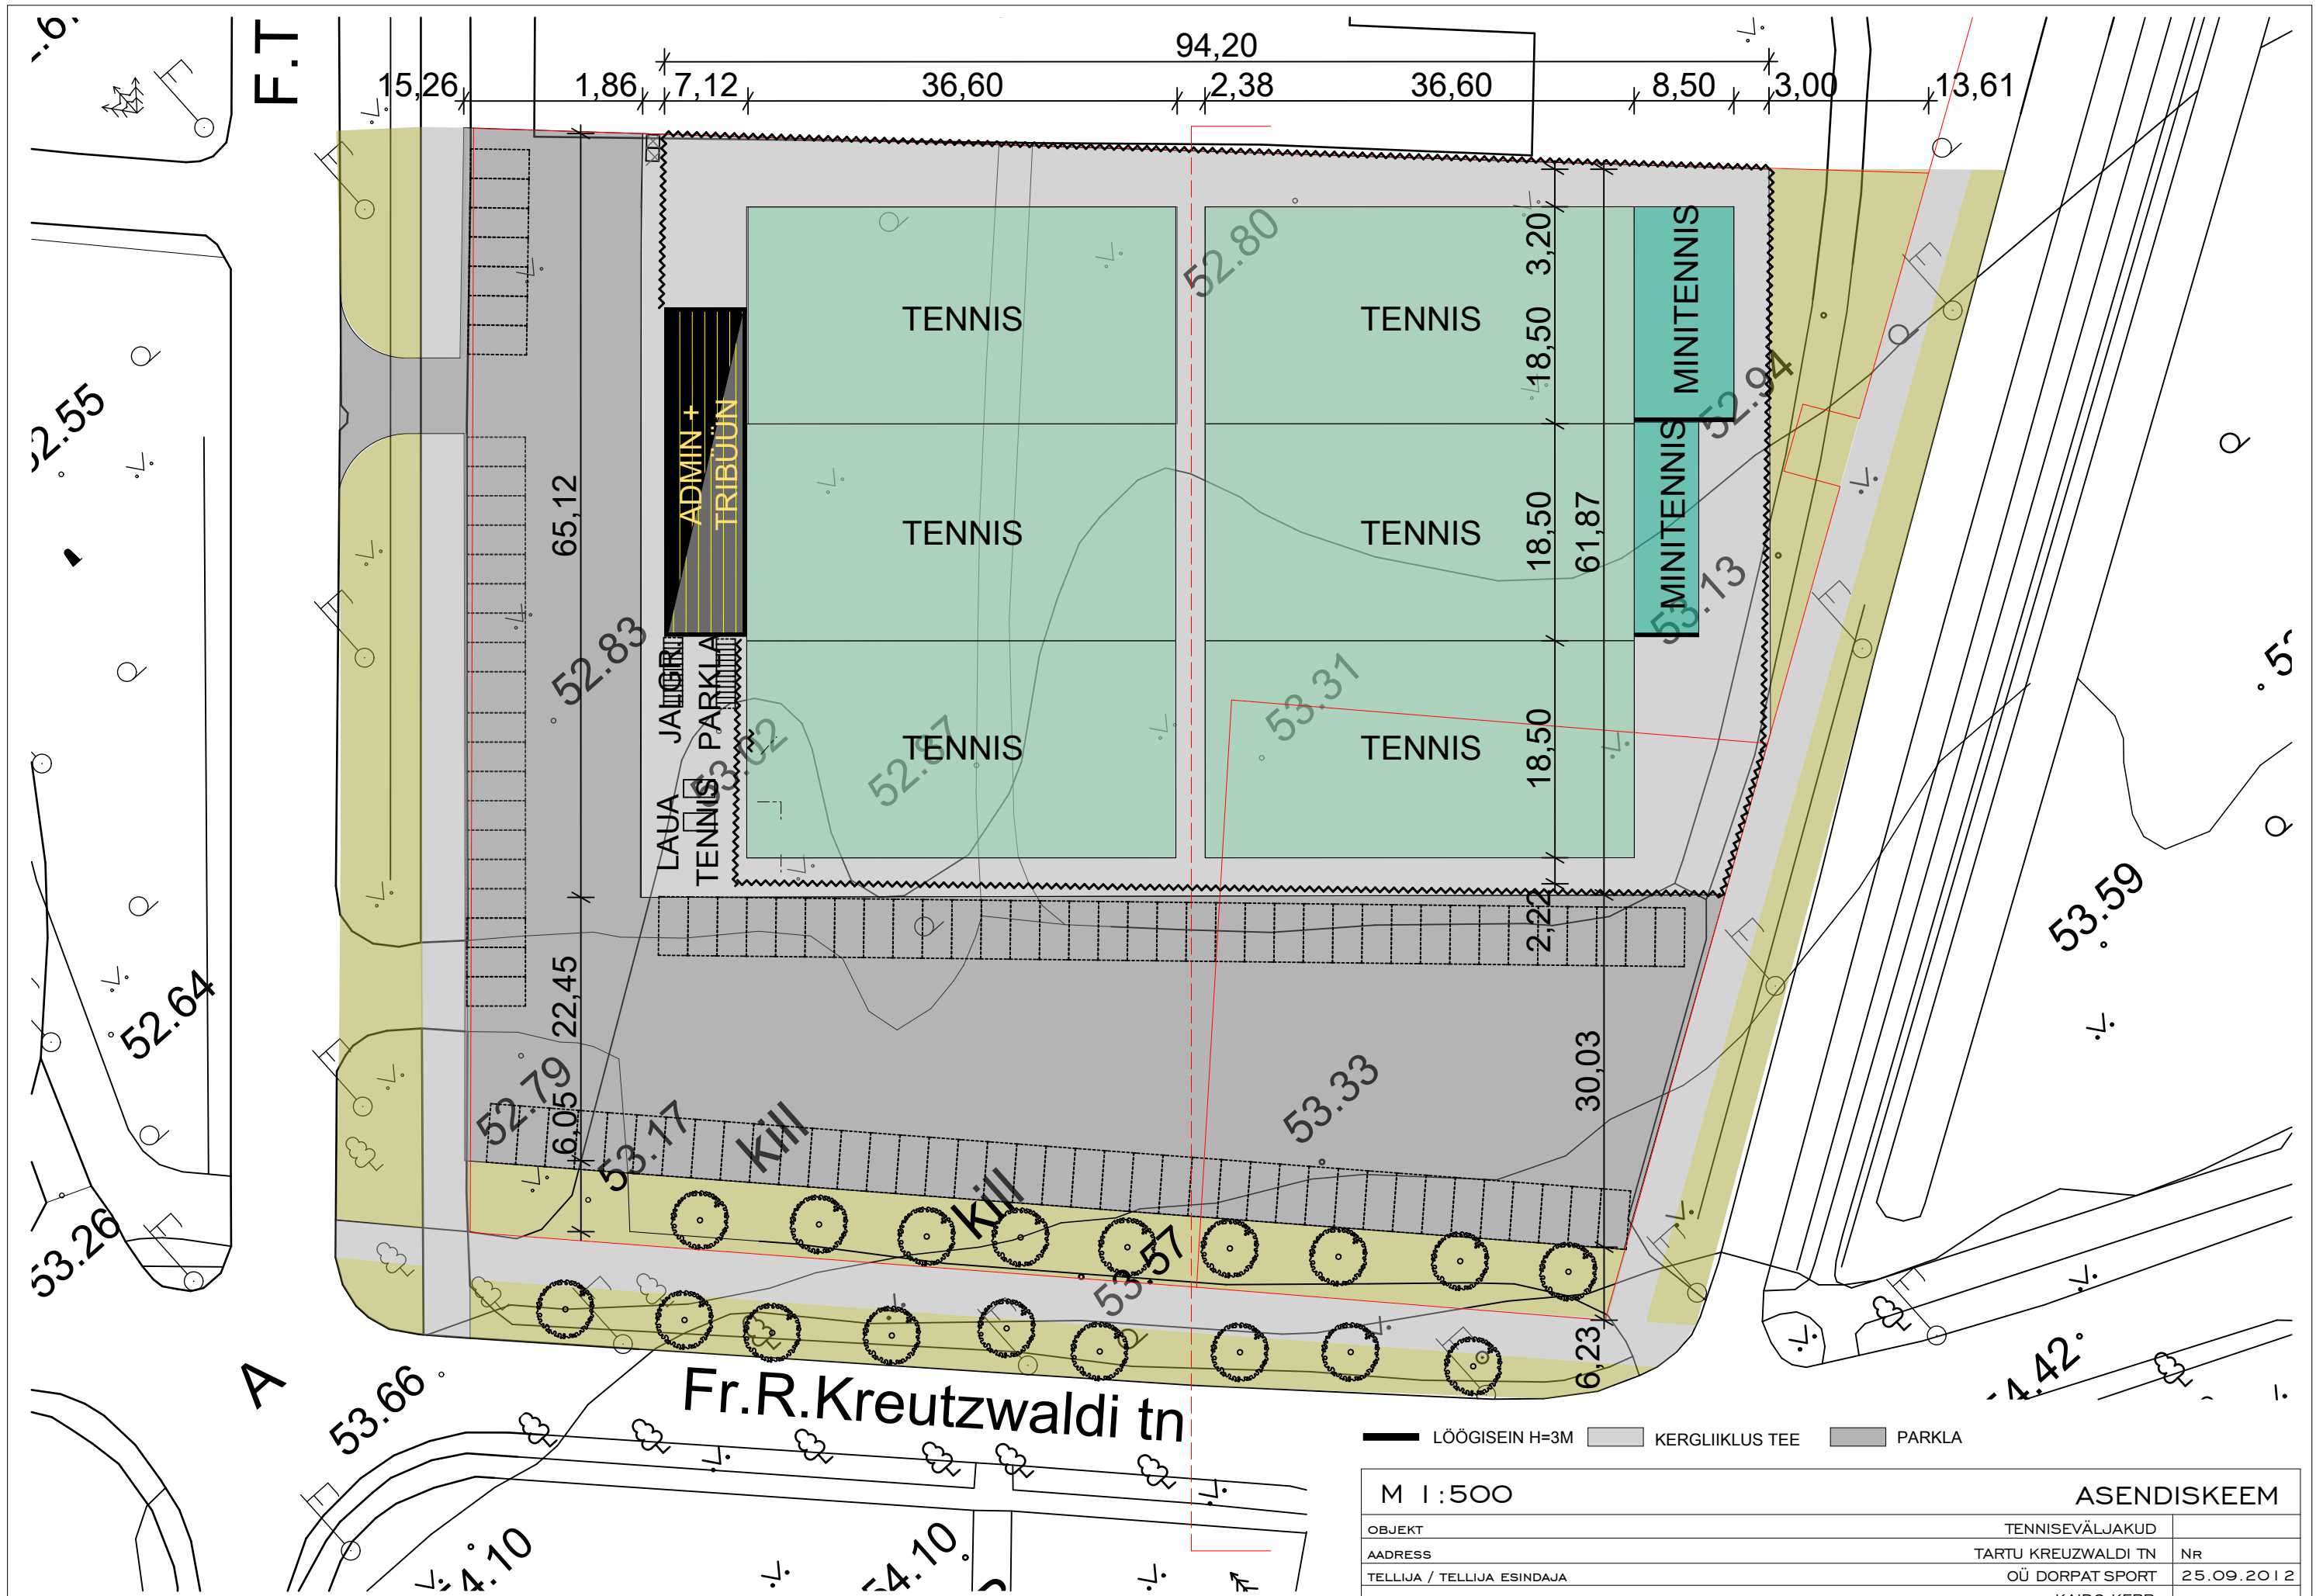 F.T
94,20
15,26
1,86
7,12
36,60
2,38
36,60
8,50
3,00
13,61
52.80
3,20
MINITENNIS
TENNIS
TENNIS
18,50
52.94
ADMIN +
TRIBÜÜN
65,12
TENNIS
TENNIS
18,50
61,87
MINITENNIS
53.13
52.83
JALGR.
PARKLA
53.02
52.87
53.31
TENNIS
TENNIS
18,50
LAUA
TENNIS
2,22
53.59
52.64
22,45
30,03
52.79
6,05
53.17
kill
kill
53.33
53.57
53.26
6,23
A
53.66
Fr.R.Kreutzwaldi tn
LÖÖGISEIN H=3M
KERGLIIKLUS TEE
PARKLA
M 1:500
ASENDISKEEM
OBJEKT
TENNISEVÄLJAKUD
AADRESS
TARTU KREUZWALDI TN
NR
TELLIJA / TELLIJA ESINDAJA
OÜ DORPAT SPORT
25.09.2012